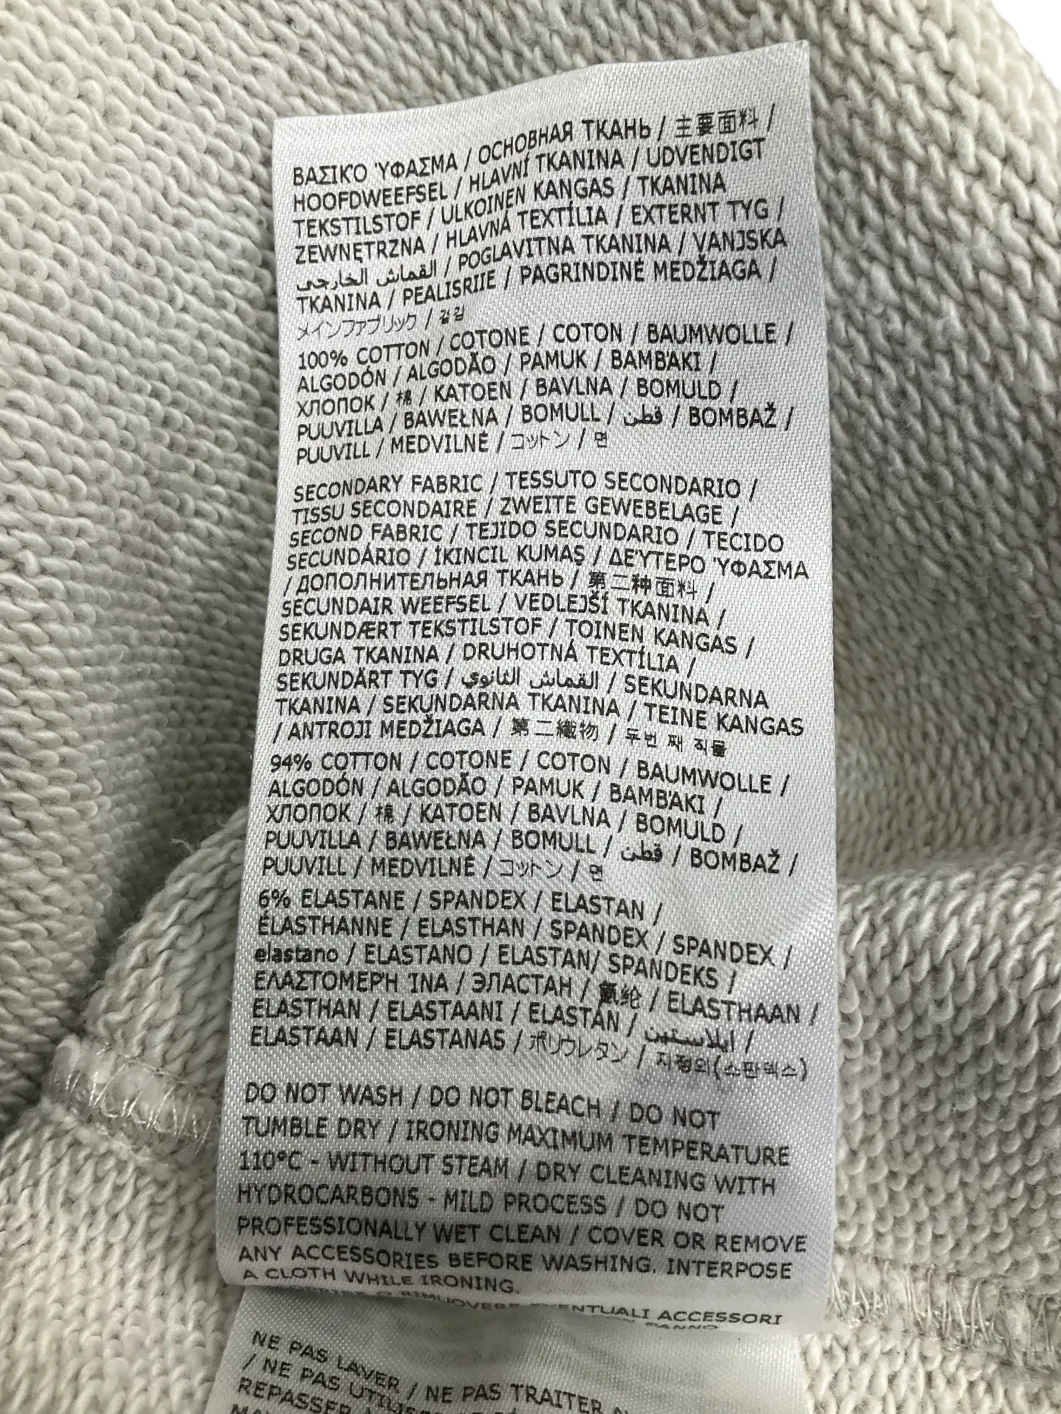 ΒΑΣΙΚΌ ΎΦΑΣΜΑ / ОСНОВНАЯ ТКАНЬ / 主要面料 /
HOOFDWEEFSEL / HLAVNÍ TKANINA / UDVENDIGT
TEKSTILSTOF / ULKOINEN KANGAS / TKANINA
ZEWNĘTRZNA / HLAVNÁ TEXTÍLIA / EXTERNT TYG /
القماش الخارجي / POGLAVITNA TKANINA / VANJSKA
TKANINA / PEALISRIIE / PAGRINDINĖ MEDŽIAGA /
メインファブリック / 겉감
100% COTTON / COTONE / COTON / BAUMWOLLE /
ALGODÓN / ALGODÃO / PAMUK / ΒΑΜΒΆΚΙ /
ХЛОПОК / 棉 / KATOEN / BAVLNA / BOMULD /
PUUVILLA / BAWEŁNA / BOMULL / قطن / BOMBAŽ /
PUUVILL / MEDVILNĖ / コットン / 면
SECONDARY FABRIC / TESSUTO SECONDARIO /
TISSU SECONDAIRE / ZWEITE GEWEBELAGE /
SECOND FABRIC / TEJIDO SECUNDARIO / TECIDO
SECUNDÁRIO / İKINCIL KUMAŞ / ΔΕΎΤΕΡΟ ΎΦΑΣΜΑ
/ ДОПОЛНИТЕЛЬНАЯ ТКАНЬ / 第二种面料 /
SECUNDAIR WEEFSEL / VEDLEJŠÍ TKANINA /
SEKUNDÆRT TEKSTILSTOF / TOINEN KANGAS /
DRUGA TKANINA / DRUHOTNÁ TEXTÍLIA /
SEKUNDÄRT TYG / القماش الثانوي / SEKUNDARNA
TKANINA / SEKUNDARNA TKANINA / TEINE KANGAS
/ ANTROJI MEDŽIAGA / 第二織物 / 두번 째 직물
94% COTTON / COTONE / COTON / BAUMWOLLE /
ALGODÓN / ALGODÃO / PAMUK / ΒΑΜΒΆΚΙ /
ХЛОПОК / 棉 / KATOEN / BAVLNA / BOMULD /
PUUVILLA / BAWEŁNA / BOMULL / قطن / BOMBAŽ /
PUUVILL / MEDVILNĖ / コットン / 면
6% ELASTANE / SPANDEX / ELASTAN /
ÉLASTHANNE / ELASTHAN / SPANDEX / SPANDEX /
elastano / ELASTANO / ELASTAN/ SPANDEKS /
ΕΛΑΣΤΟΜΕΡΉ ΊΝΑ / ЭЛАСТАН / 氨纶 / ELASTHAAN /
ELASTHAN / ELASTAANI / ELASTÁN / ايلاستين /
ELASTAAN / ELASTANAS / ポリウレタン / 지정외(스판덱스)
DO NOT WASH / DO NOT BLEACH / DO NOT
TUMBLE DRY / IRONING MAXIMUM TEMPERATURE
110°C - WITHOUT STEAM / DRY CLEANING WITH
HYDROCARBONS - MILD PROCESS / DO NOT
PROFESSIONALLY WET CLEAN / COVER OR REMOVE
ANY ACCESSORIES BEFORE WASHING. INTERPOSE
A CLOTH WHILE IRONING.
O RIMUOVERE EVENTUALI ACCESSORI
PANNO
NE PAS LAVER / NE PAS TRAITER
/ NE PAS
REPASSER